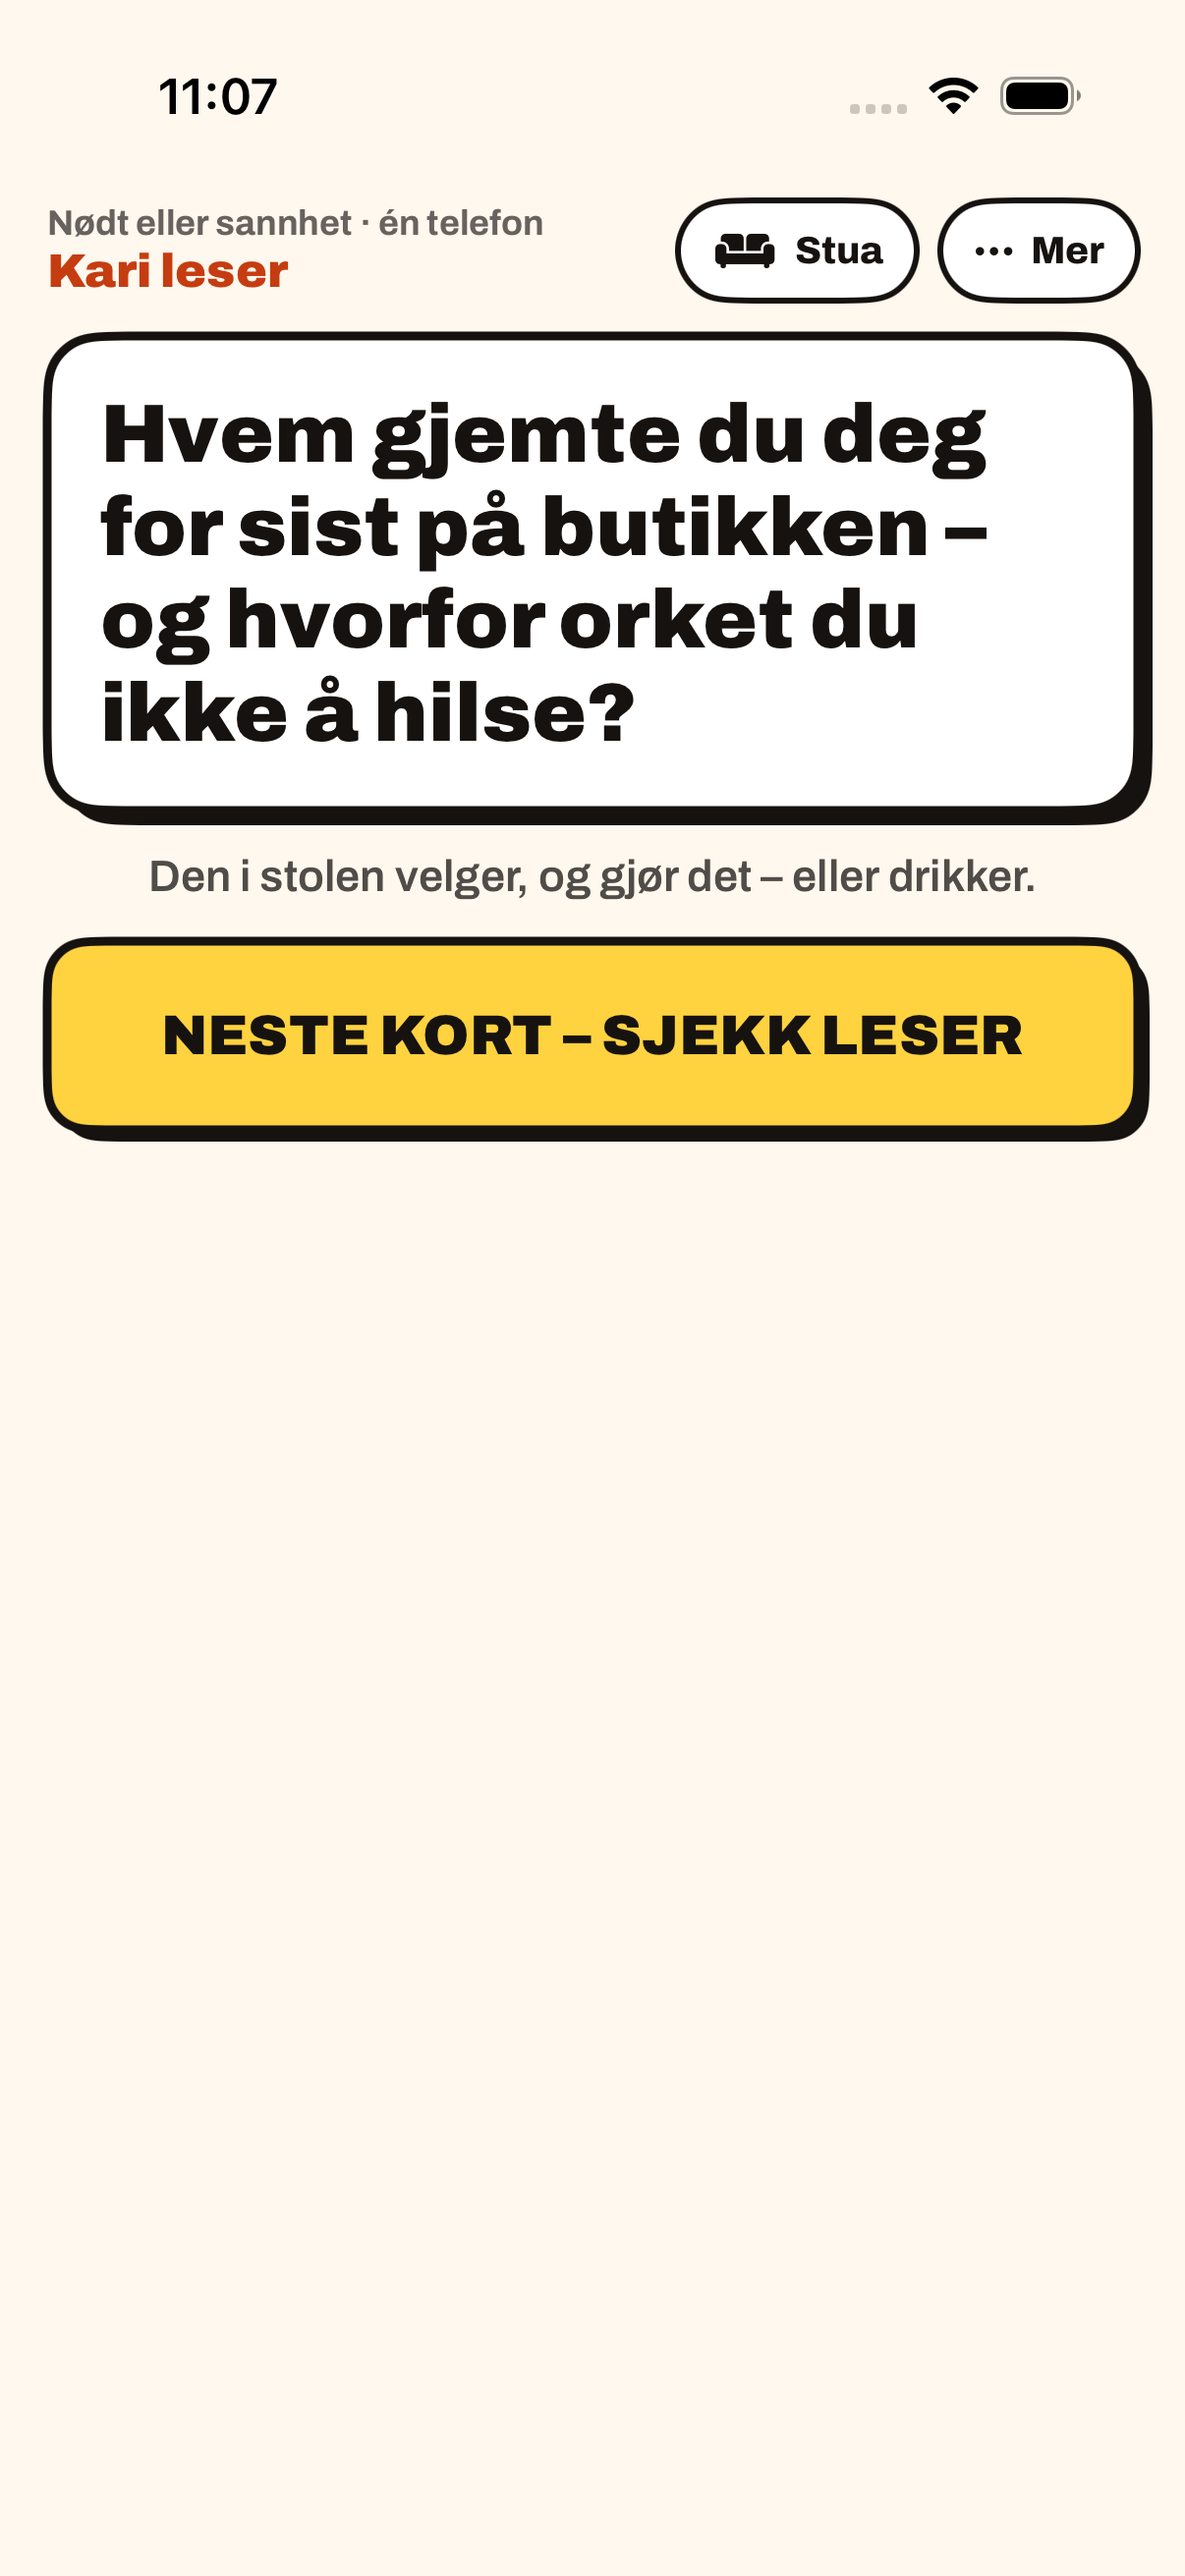 11:07
Nødt eller sannhet · én telefon
Kari leser
Stua
··· Mer
Hvem gjemte du deg
for sist på butikken –
og hvorfor orket du
ikke å hilse?
Den i stolen velger, og gjør det – eller drikker.
NESTE KORT – SJEKK LESER